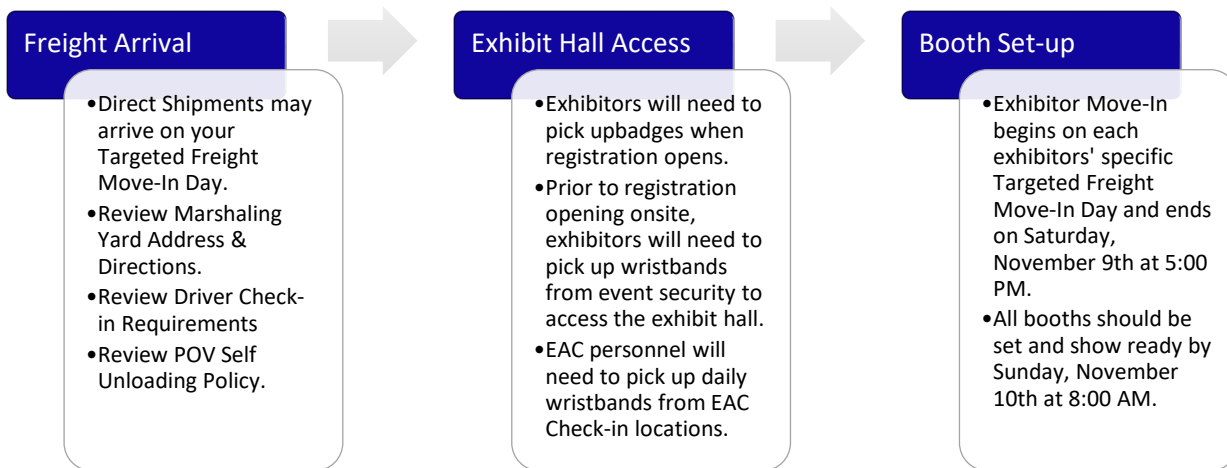 Freight Arrival
•Direct Shipments may
arrive on your
Targeted Freight
Move-In Day.
•Review Marshaling
Yard Address &
Directions.
•Review Driver Check-
in Requirements
•Review POV Self
Unloading Policy.
Exhibit Hall Access
•Exhibitors will need to
pick upbadges when
registration opens.
•Prior to registration
opening onsite,
exhibitors will need to
pick up wristbands
from event security to
access the exhibit hall.
•EAC personnel will
need to pick up daily
wristbands from EAC
Check-in locations.
Booth Set-up
•Exhibitor Move-In
begins on each
exhibitors' specific
Targeted Freight
Move-In Day and ends
on Saturday,
November 9th at 5:00
PM.
•All booths should be
set and show ready by
Sunday, November
10th at 8:00 AM.